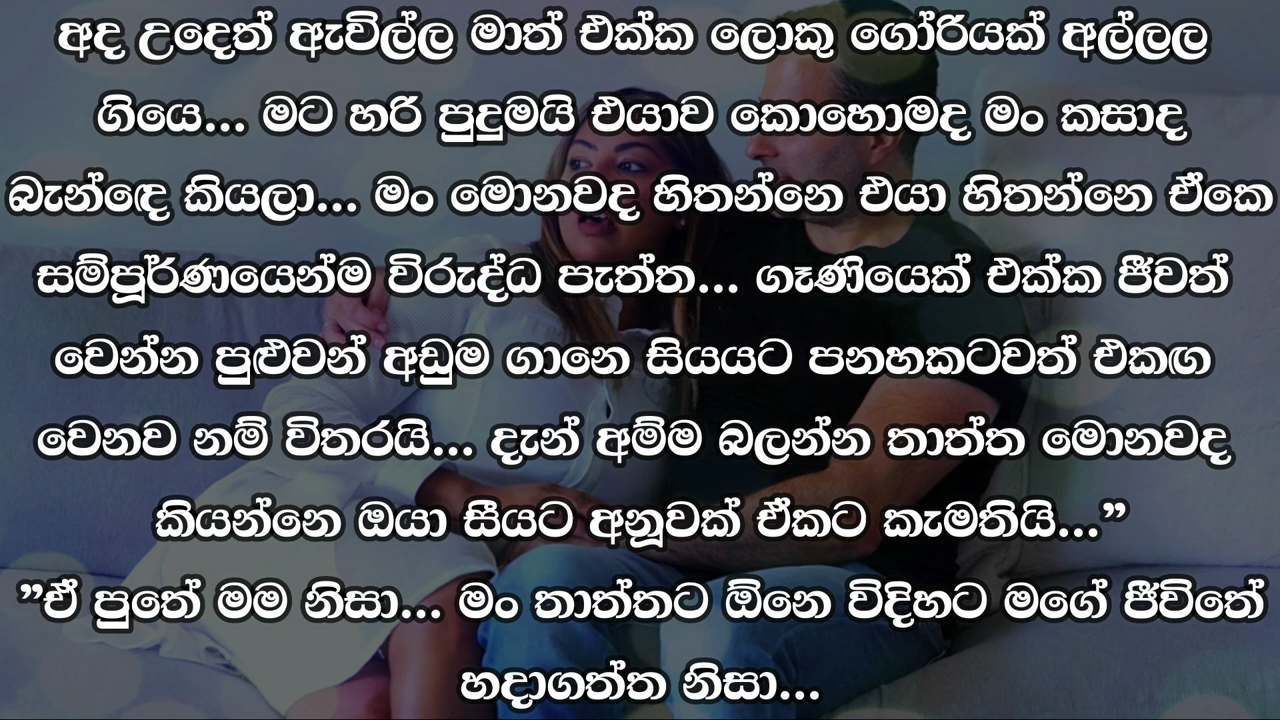 අද උදෙත් ඇවිල්ල මාත් එක්ක ලොකු ගෝරියක් අල්ලල
ගියෙ... මට හරි පුදුමයි එයාව කොහොමද මං කසාද
බැන්ඳෙ කියලා... මං මොනවද හිතන්නෙ එයා හිතන්නෙ ඒකෙ
සම්පූර්ණයෙන්ම විරුද්ධ පැත්ත... ගෑණියෙක් එක්ක ජීවත්
වෙන්න පුළුවන් අඩුම ගානෙ සියයට පනහකටවත් එකඟ
වෙනව නම් විතරයි... දැන් අම්ම බලන්න තාත්ත මොනවද
කියන්නෙ ඔයා සීයට අනූවක් ඒකට කැමතියි...”
”ඒ පුතේ මම නිසා... මං තාත්තට ඕනෙ විදිහට මගේ ජීවිතේ
හදාගත්ත නිසා...